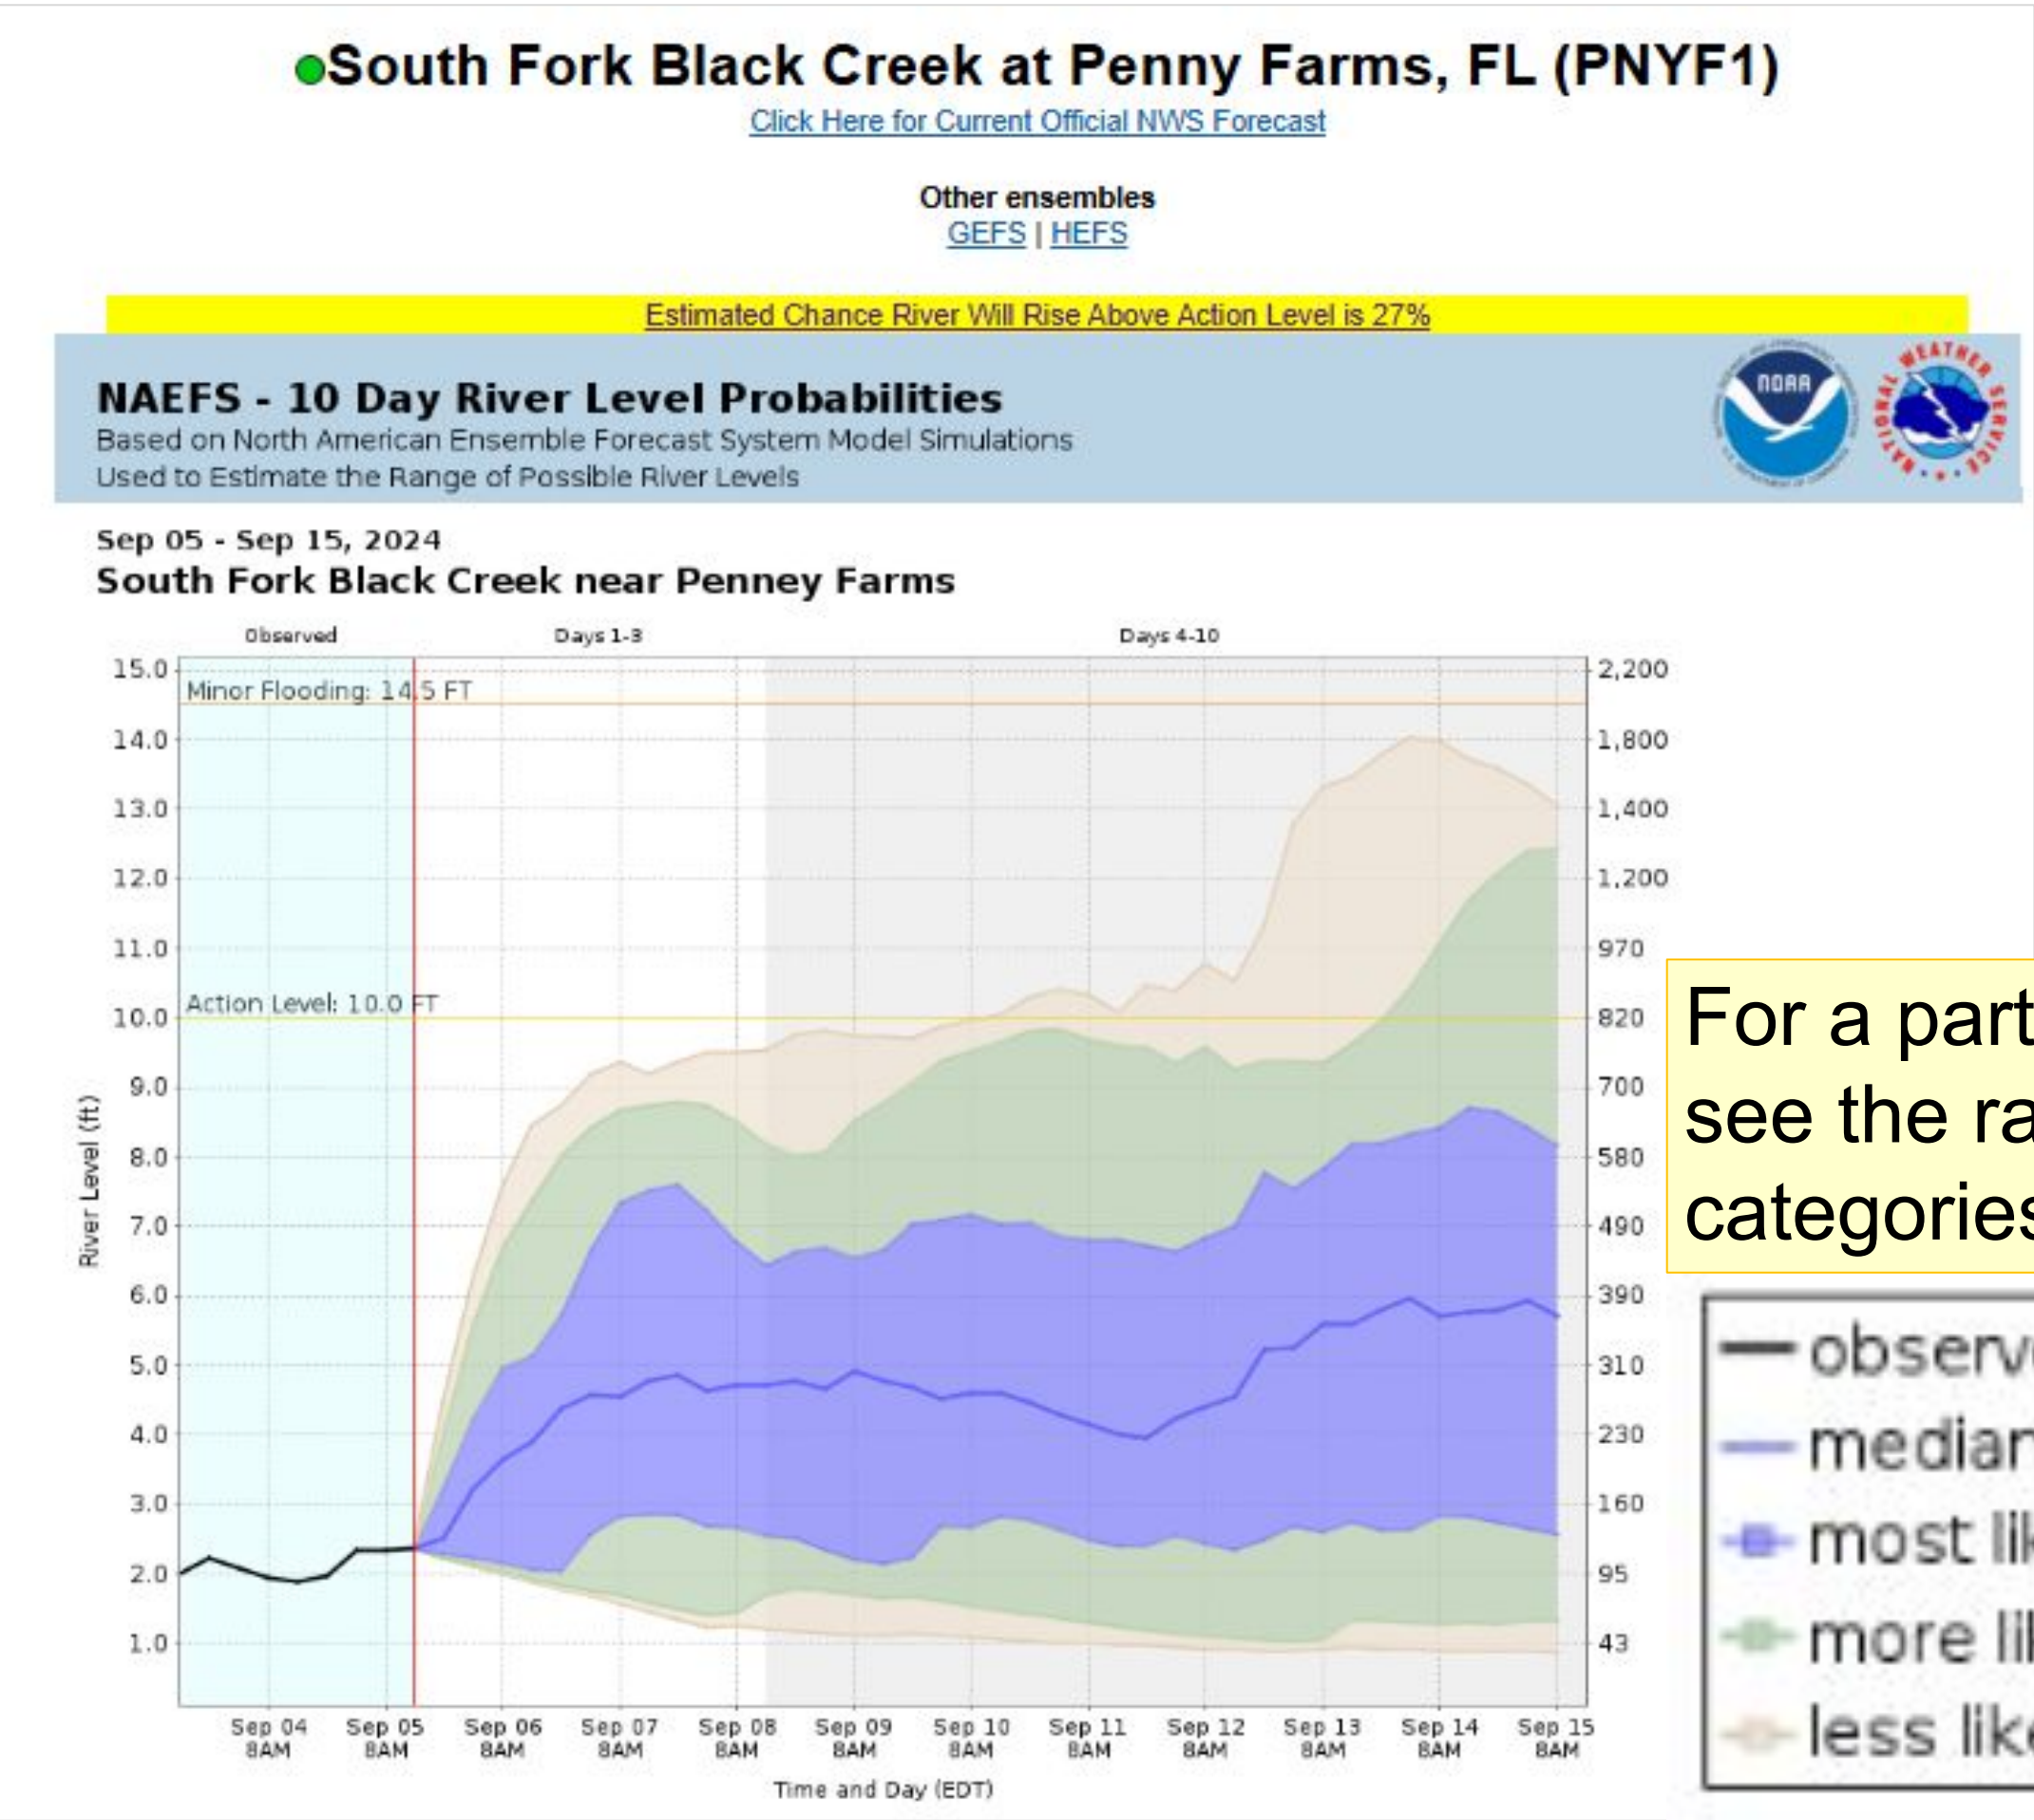 South Fork Black Creek at Penny Farms, FL (PNYF1)
Click Here for Current Official NWS Forecast
Other ensembles
GEFS | HEFS
Estimated Chance River Will Rise Above Action Level is 27%
NAEFS - 10 Day River Level Probabilities
Based on North American Ensemble Forecast System Model Simulations
Used to Estimate the Range of Possible River Levels
NOAA
NATIONAL WEATHER SERVICE
Sep 05 - Sep 15, 2024
South Fork Black Creek near Penney Farms
Observed Days 1-3 Days 4-10
15.0 2,200
Minor Flooding: 14.5 FT
14.0 1,800
13.0 1,400
12.0 1,200
11.0 970
Action Level: 10.0 FT
10.0 820
9.0 700
8.0 580
7.0 490
6.0 390
5.0 310
4.0 230
3.0 160
2.0 95
1.0 43
River Level (ft)
Sep 04 Sep 05 Sep 06 Sep 07 Sep 08 Sep 09 Sep 10 Sep 11 Sep 12 Sep 13 Sep 14 Sep 15
8AM 8AM 8AM 8AM 8AM 8AM 8AM 8AM 8AM 8AM 8AM 8AM
Time and Day (EDT)
For a part
see the ra
categories
observ
median
most lik
more lik
less like